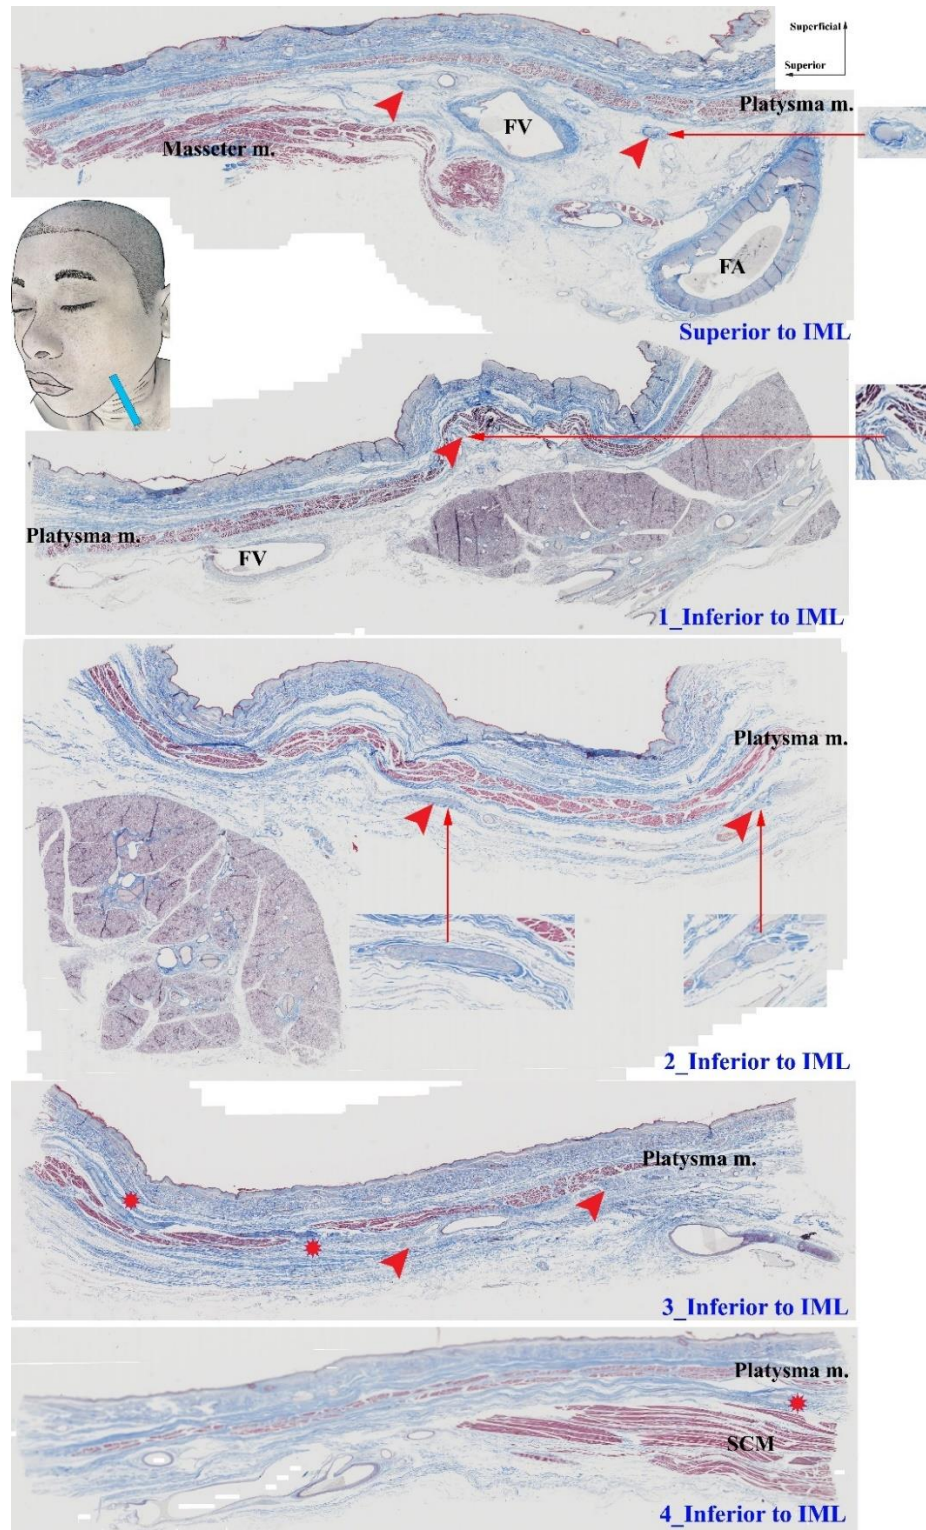 Superficial
Superior
Platysma m.
FV
Masseter m.
FA
Superior to IML
Platysma m.
FV
1_Inferior to IML
Platysma m.
2_Inferior to IML
Platysma m.
3_Inferior to IML
Platysma m.
SCM
4_Inferior to IML